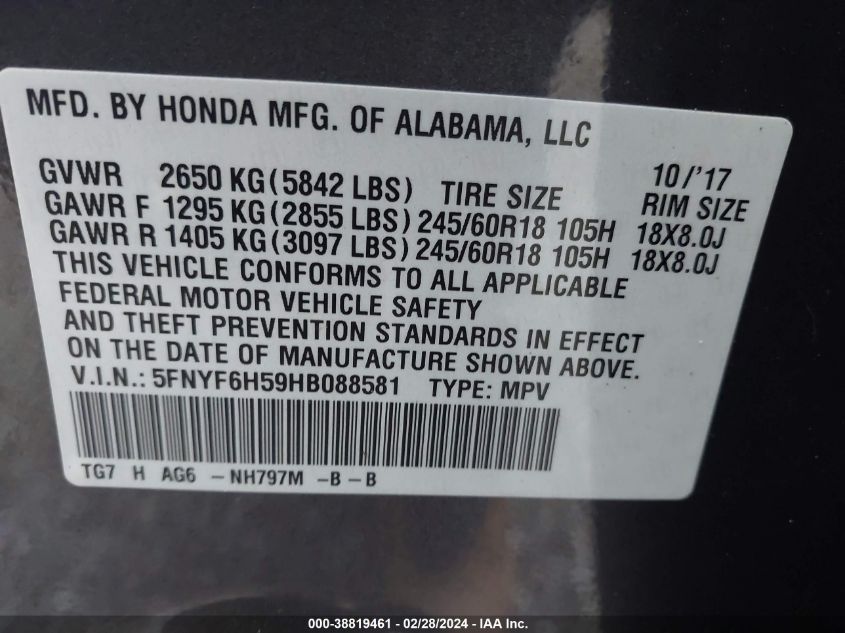 MFD. BY HONDA MFG. OF ALABAMA, LLC
10/'17
GVWR 2650 KG(5842 LBS) TIRE SIZE RIM SIZE
GAWR F 1295 KG(2855 LBS)245/60R18 105H 18X8.0J
GAWR R 1405 KG(3097 LBS)245/60R18 105H 18X8.0J
THIS VEHICLE CONFORMS TO ALL APPLICABLE
FEDERAL MOTOR VEHICLE SAFETY
AND THEFT PREVENTION STANDARDS IN EFFECT
ON THE DATE OF MANUFACTURE SHOWN ABOVE.
V.I.N.: 5FNYF6H59HB088581 TYPE: MPV
TG7 H AG6 -NH797M -B -B
000-38819461 - 02/28/2024 - IAA Inc.